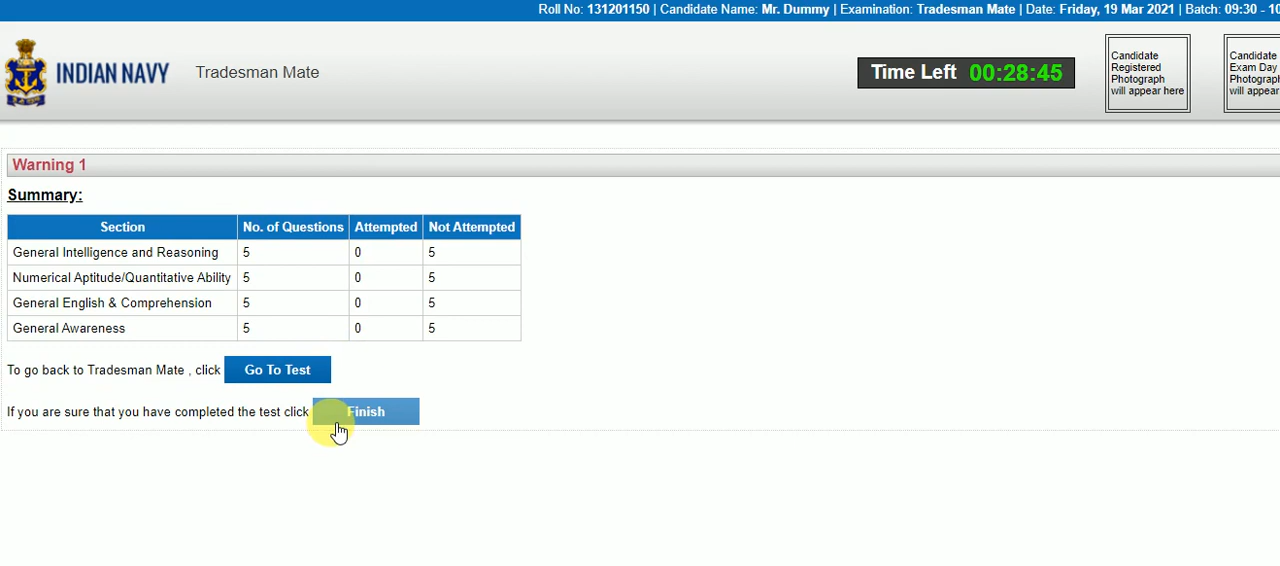 Roll No: 131201150 | Candidate Name: Mr. Dummy | Examination: Tradesman Mate | Date: Friday, 19 Mar 2021 | Batch: 09:30 - 10
INDIAN NAVY
Tradesman Mate
Time Left 00:28:45
Candidate
Registered
Photograph
will appear here
Candidate
Exam Day
Photograph
will appear
Warning 1
Summary:
Section No. of Questions Attempted Not Attempted
General Intelligence and Reasoning 5 0 5
Numerical Aptitude/Quantitative Ability 5 0 5
General English & Comprehension 5 0 5
General Awareness 5 0 5
To go back to Tradesman Mate , click Go To Test
If you are sure that you have completed the test click Finish